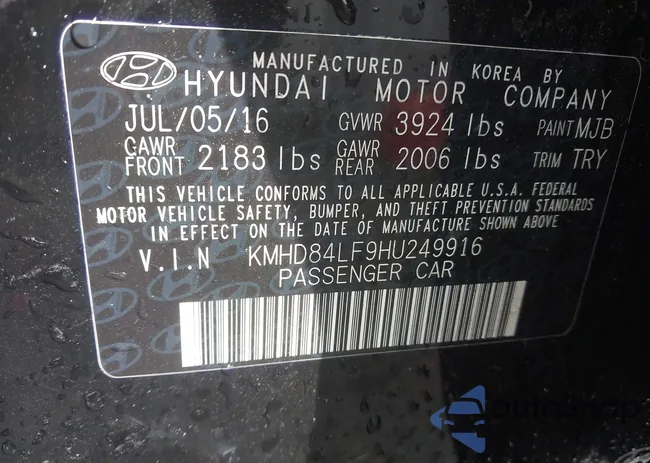 MANUFACTURED IN KOREA BY
HYUNDAI MOTOR COMPANY
JUL/05/16 GVWR 3924 lbs PAINT MJB
GAWR FRONT 2183 lbs GAWR REAR 2006 lbs TRIM TRY
THIS VEHICLE CONFORMS TO ALL APPLICABLE U.S.A. FEDERAL
MOTOR VEHICLE SAFETY, BUMPER, AND THEFT PREVENTION STANDARDS
IN EFFECT ON THE DATE OF MANUFACTURE SHOWN ABOVE
V.I.N KMHD84LF9HU249916
PASSENGER CAR
autoshop